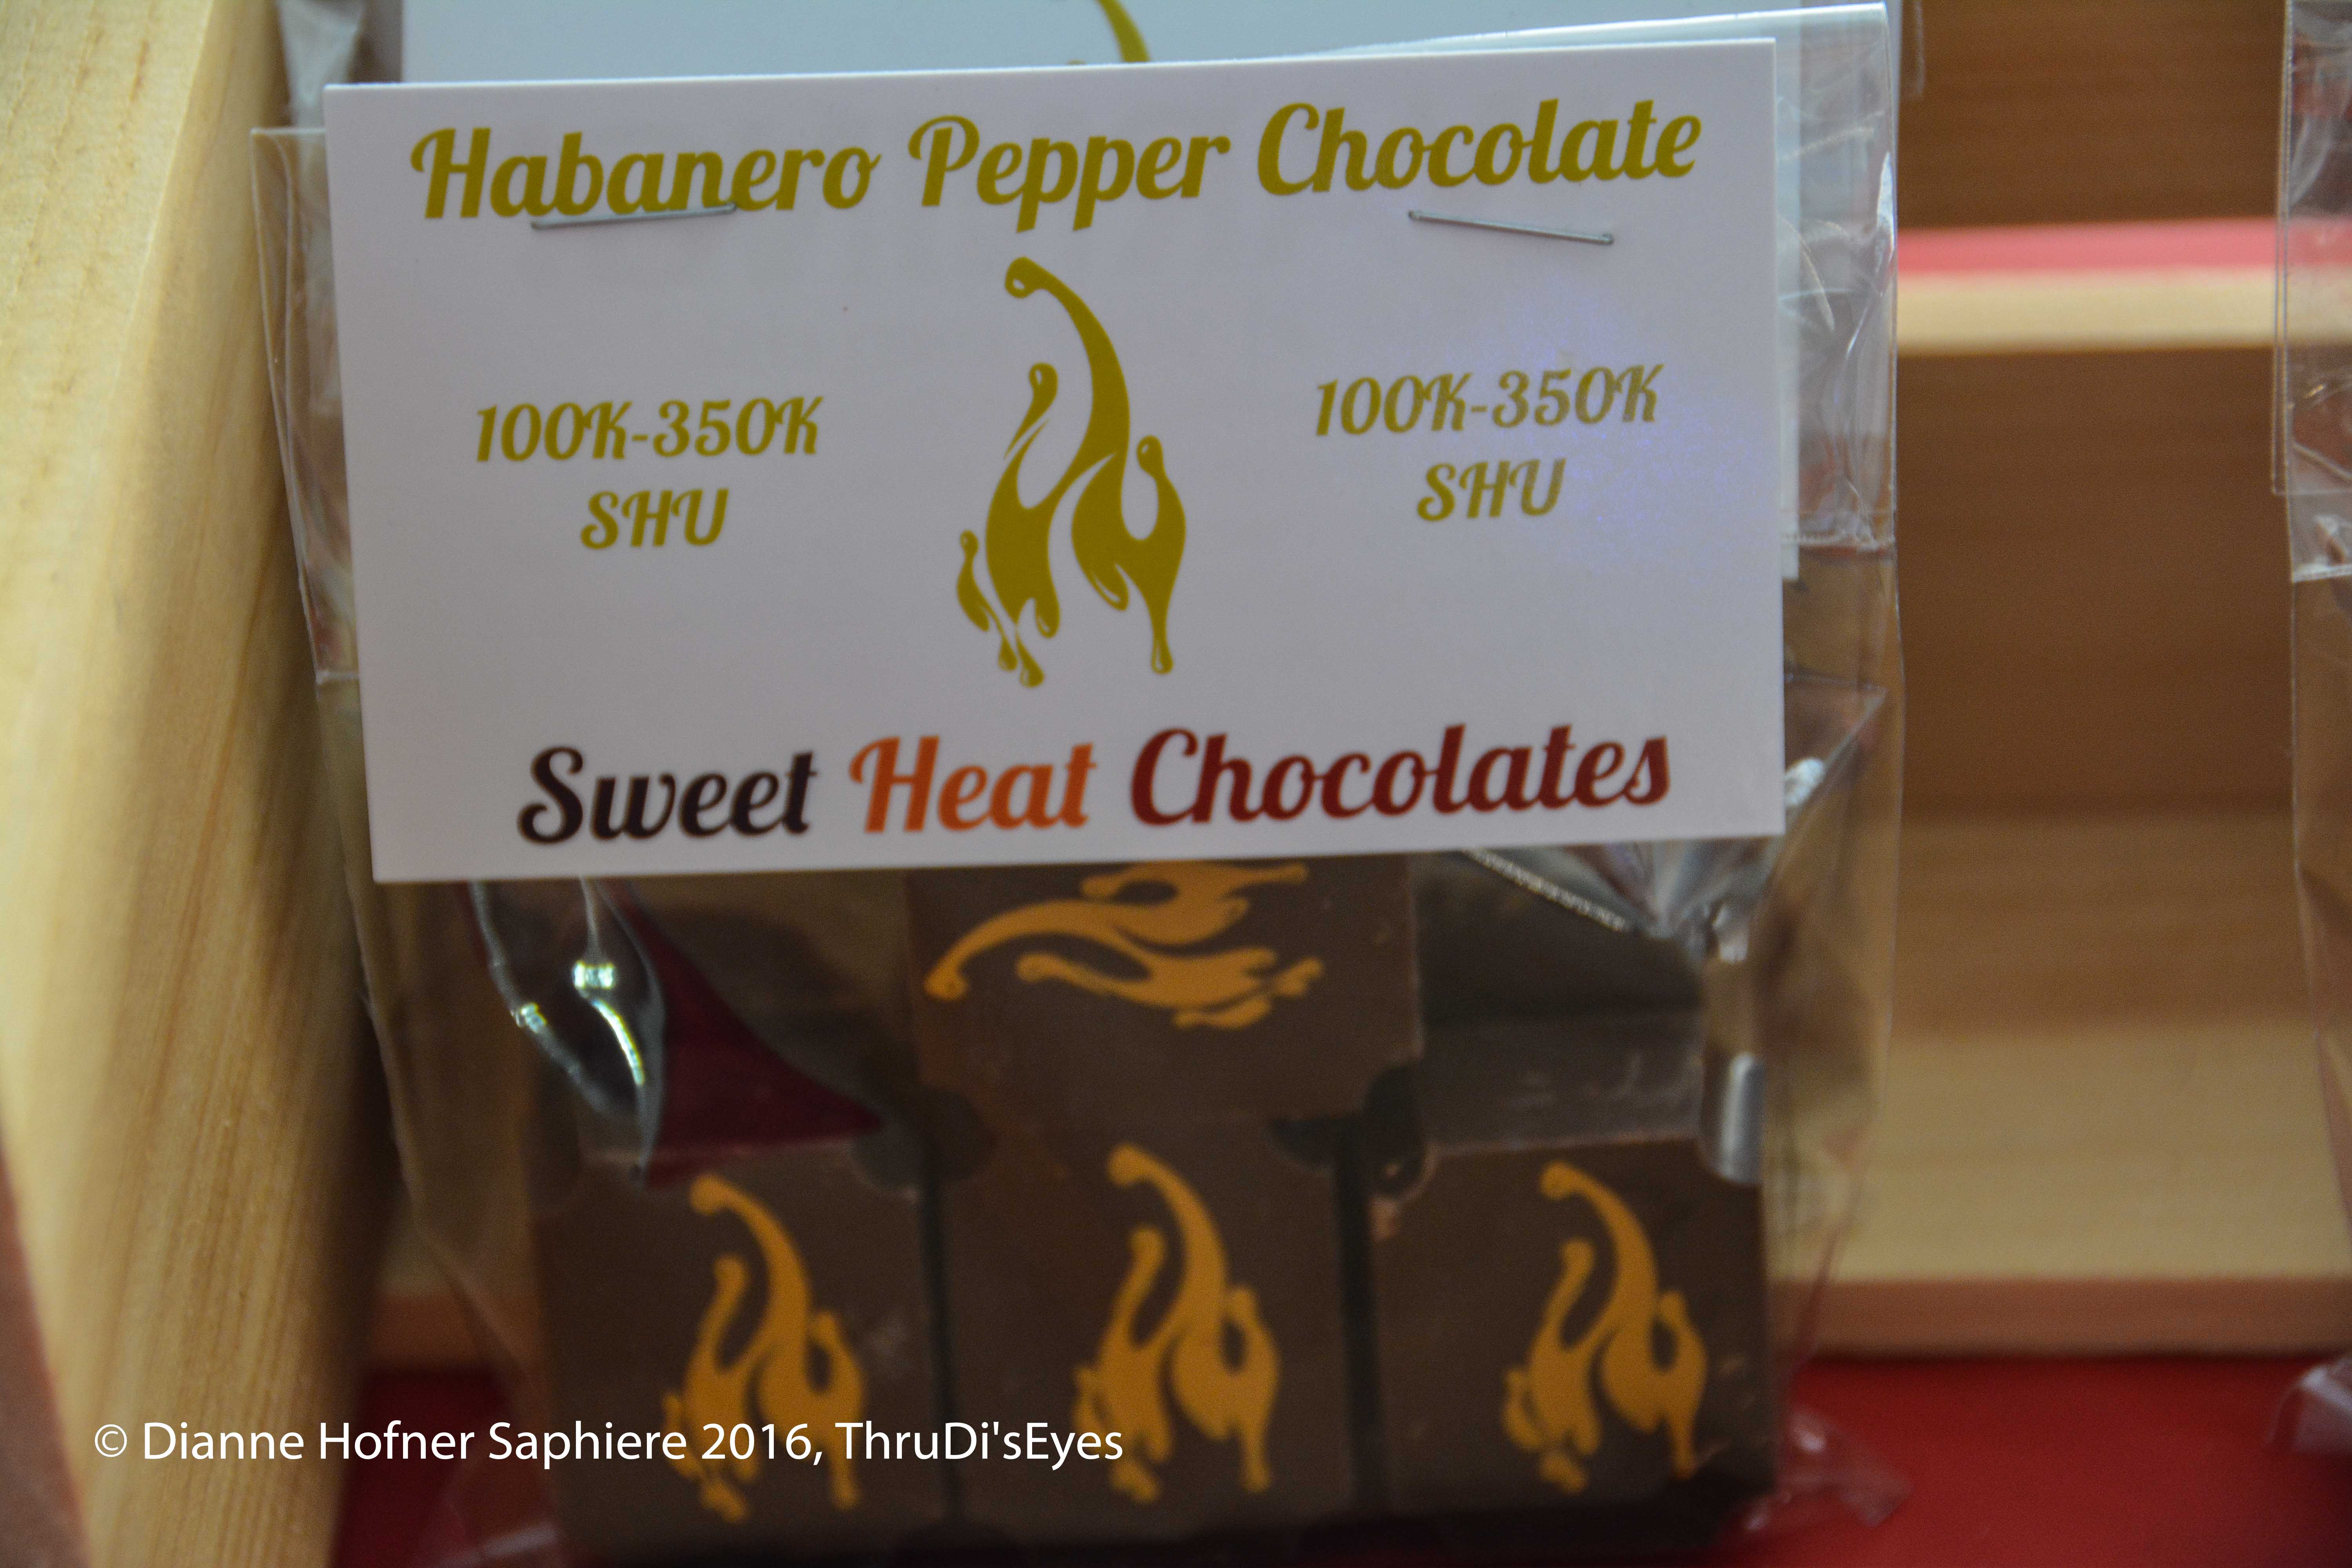 Habanero Pepper Chocolate
100K-350K
SHU
100K-350K
SHU
Sweet Heat Chocolates
© Dianne Hofner Saphiere 2016, ThruDi'sEyes